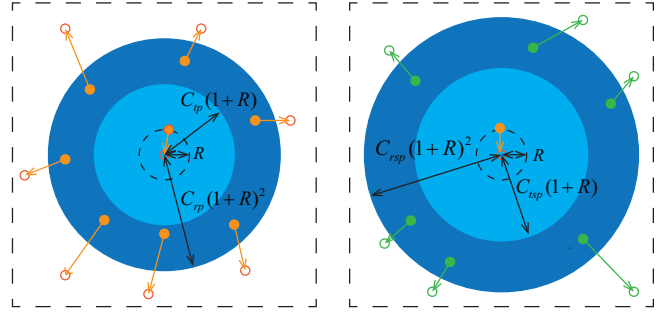 C_{tp}(1+R)
R
C_{rp}(1+R)^2
C_{rsp}(1+R)^2
R
C_{tsp}(1+R)